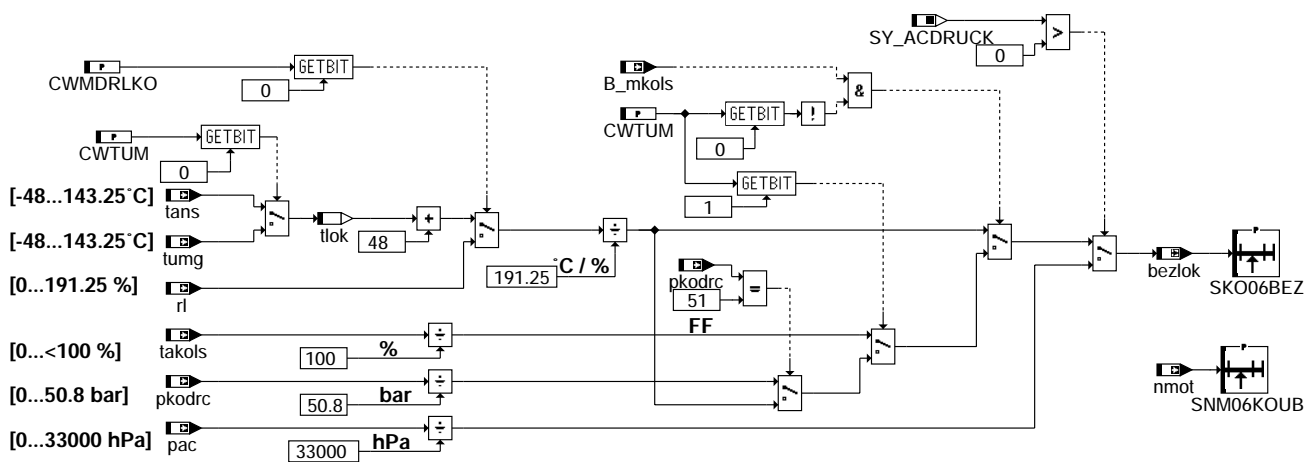 SY_ACDRUCK
>
0
P
CWMDRLKO
GETBIT
0
B_mkols
&
P
CWTUM
GETBIT
!
0
P
CWTUM
GETBIT
0
GETBIT
1
[-48...143.25°C]
tans
tlok
+
48
[-48...143.25°C]
tumg
÷
191.25
°C / %
[0...191.25 %]
rl
pkodrc
51
=
FF
bezlok
P
SKO06BEZ
[0...<100 %]
takols
÷
100
%
[0...50.8 bar]
pkodrc
÷
50.8
bar
nmot
P
SNM06KOUB
[0...33000 hPa]
pac
÷
33000
hPa